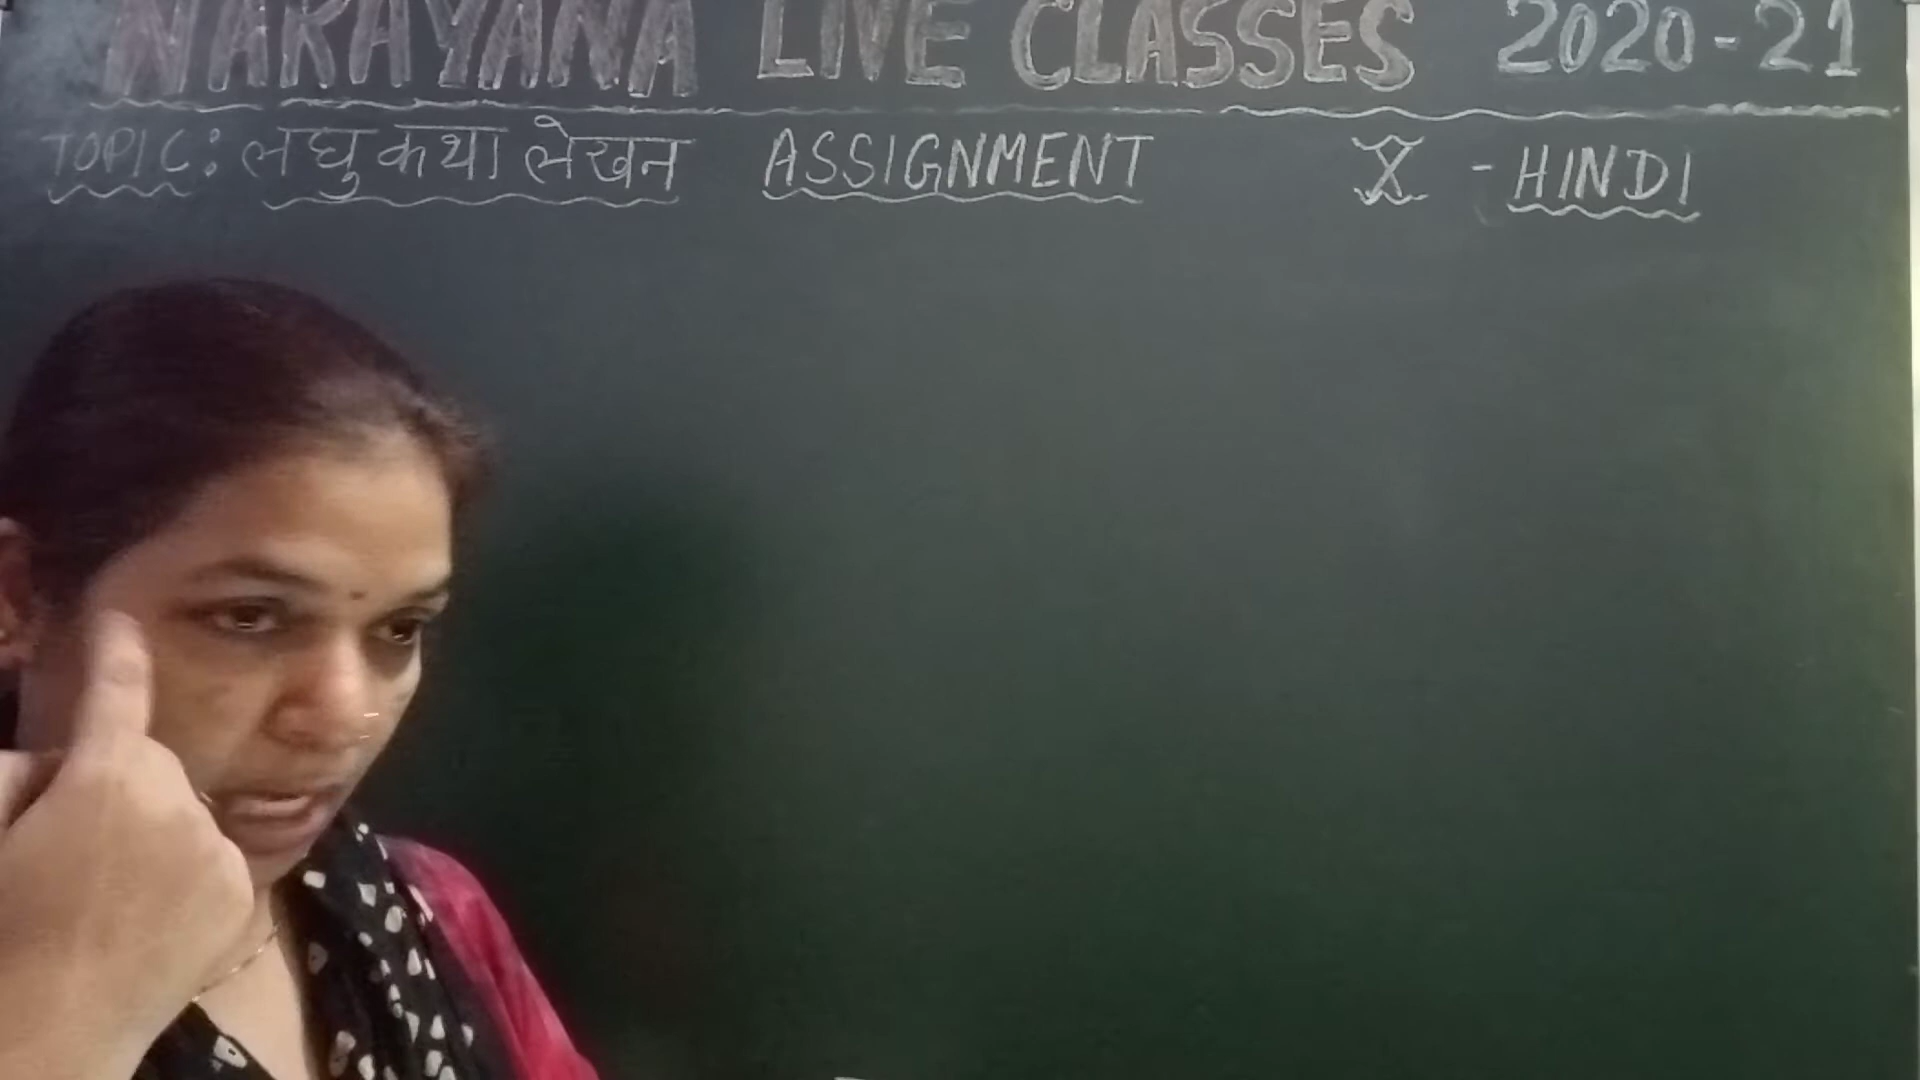 NARAYANA LIVE CLASSES 2020-21
TOPIC: लघु कथा लेखन ASSIGNMENT X - HINDI